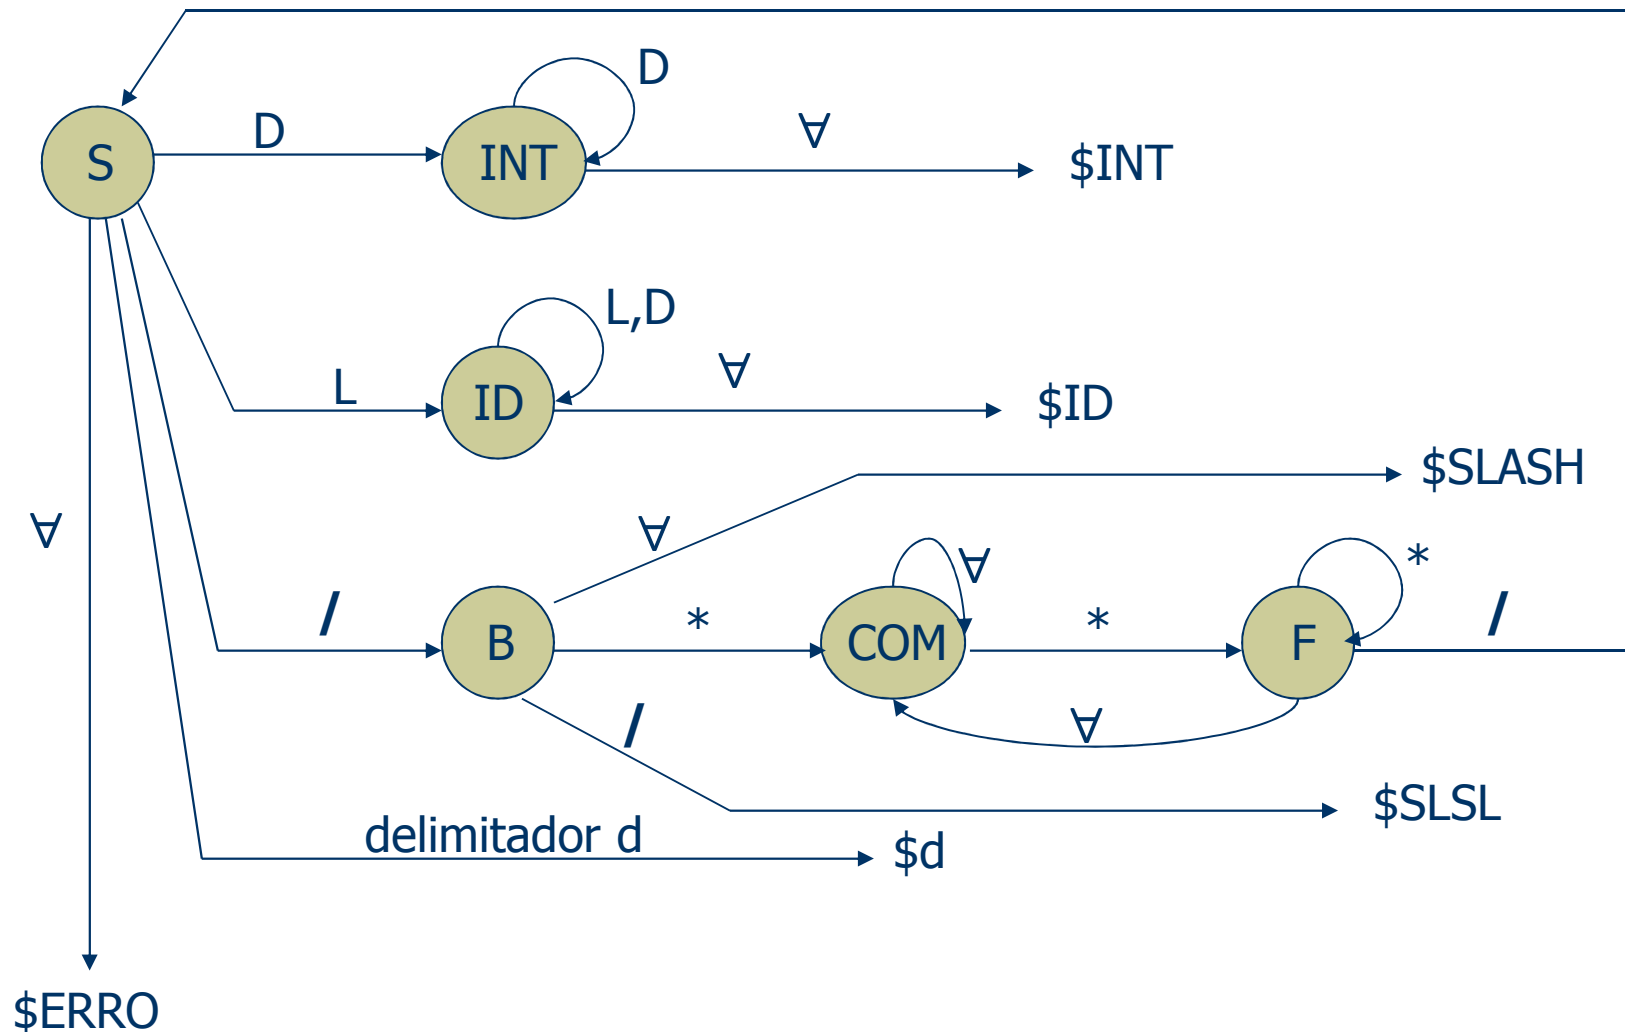 D
D
∀
S
INT
$INT
L,D
∀
L
ID
$ID
$SLASH
∀
∀
∀
*
/
*
*
/
B
COM
F
/
∀
$SLSL
delimitador d
$d
$ERRO